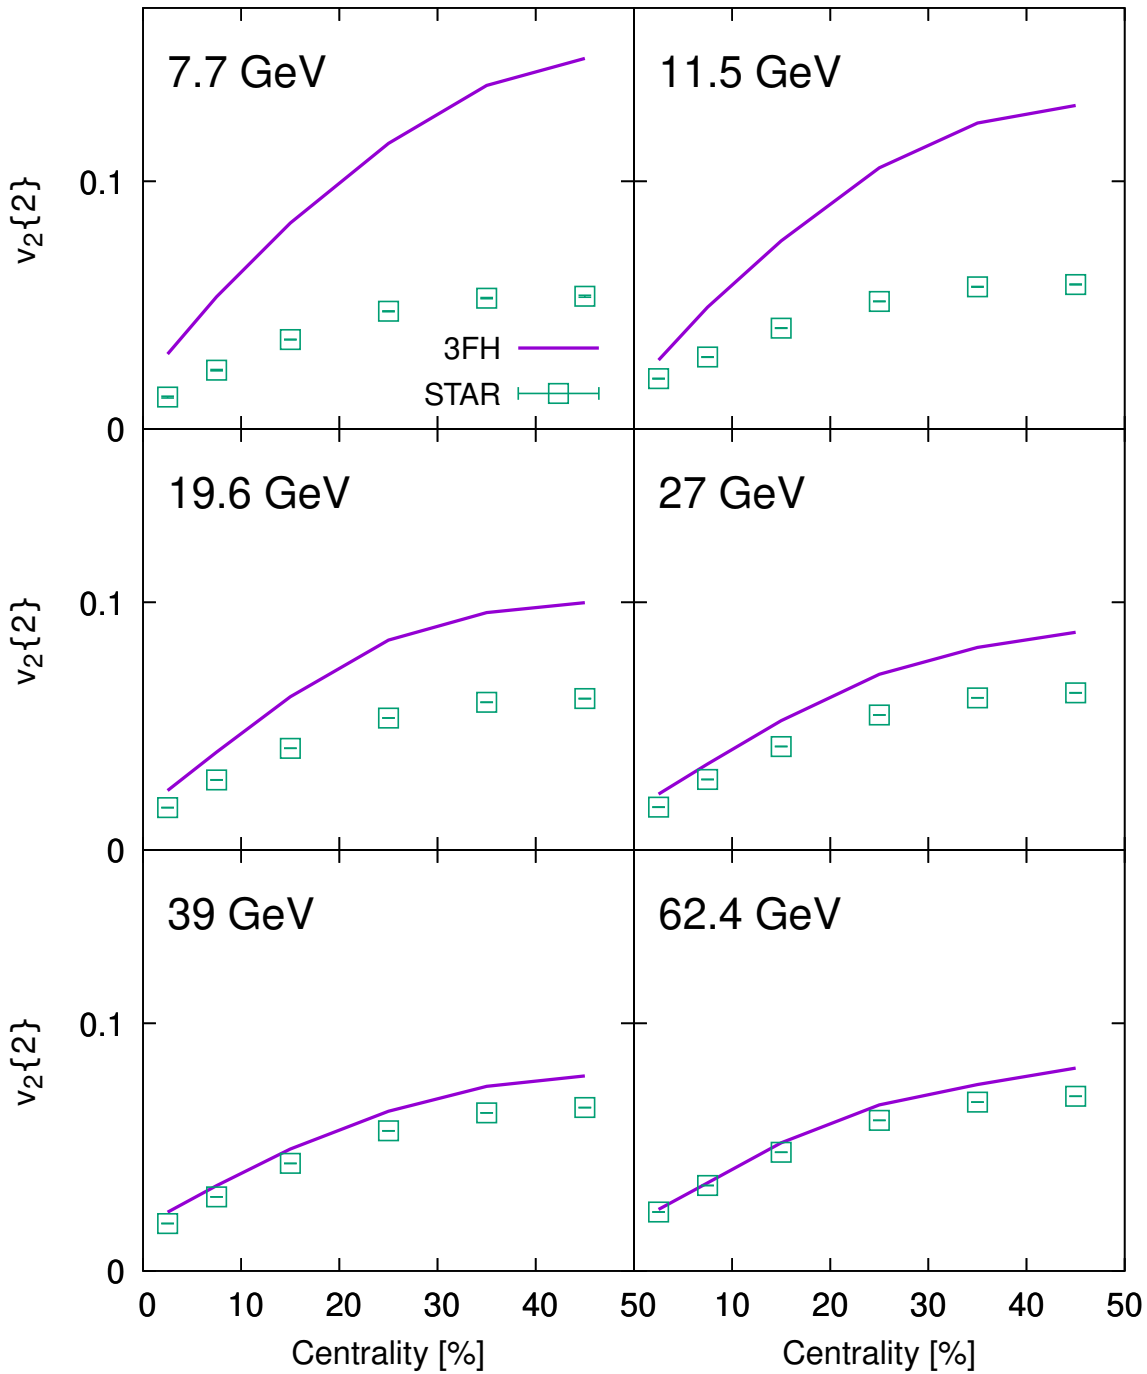 7.7 GeV
11.5 GeV
v2{2}
0.1
0
3FH
STAR
19.6 GeV
27 GeV
v2{2}
0.1
0
39 GeV
62.4 GeV
v2{2}
0.1
0
0 10 20 30 40 50 10 20 30 40 50
Centrality [%] Centrality [%]